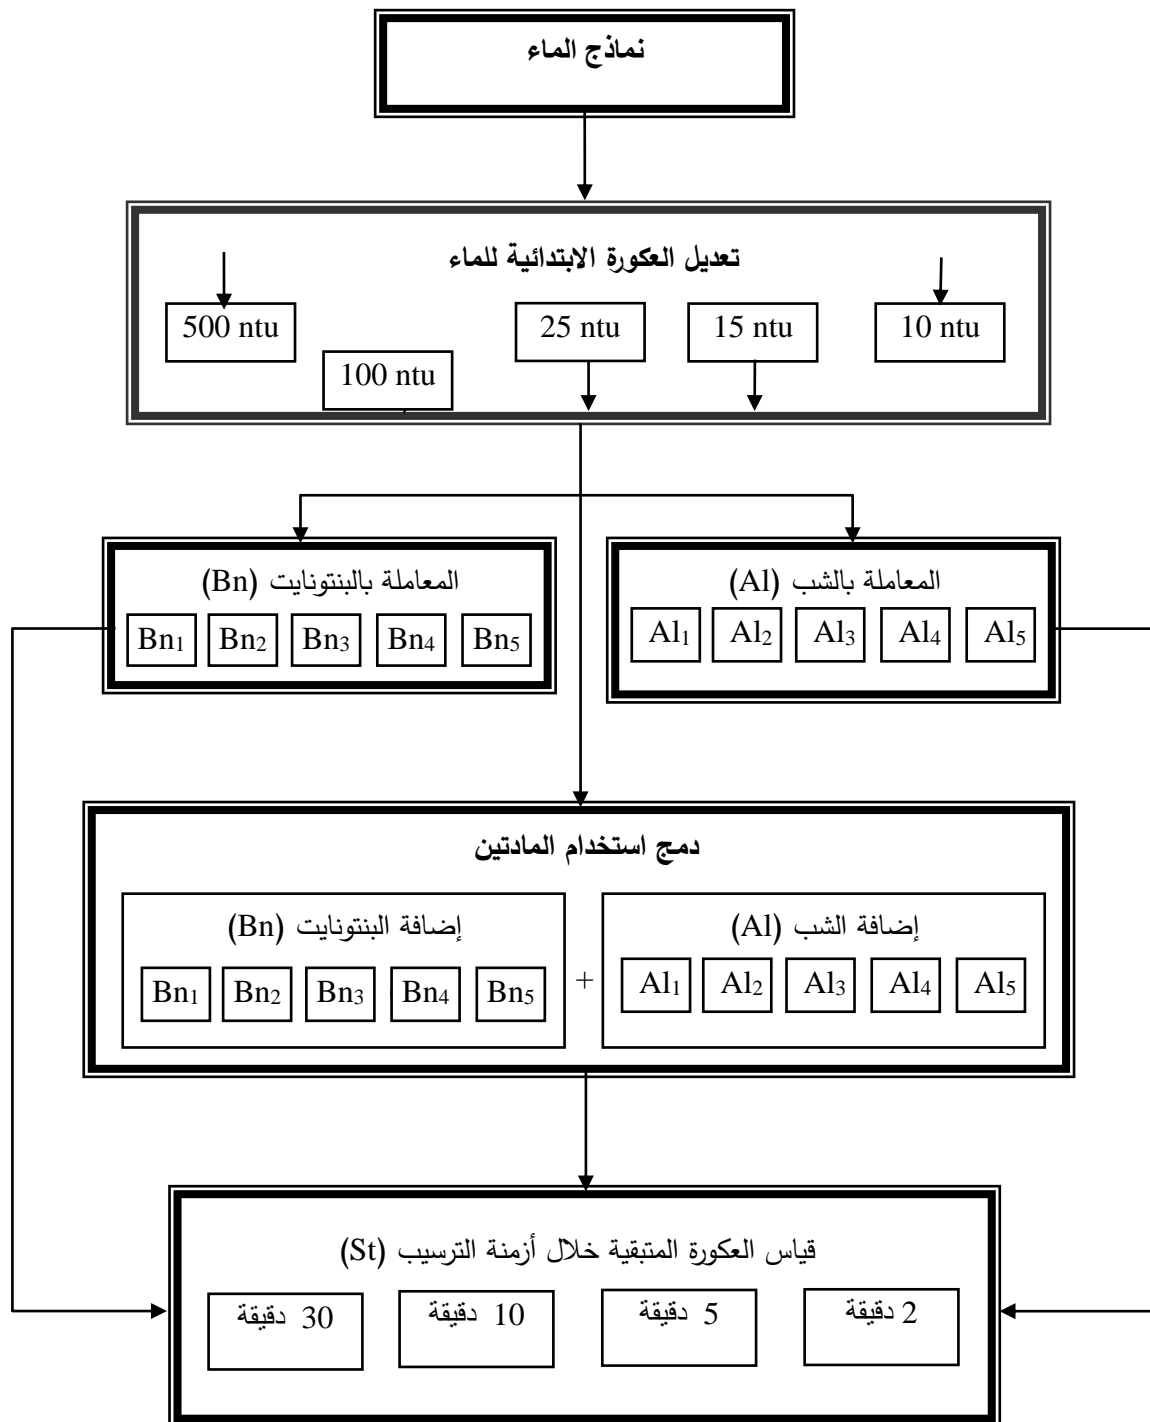 نماذج الماء
تعديل العكورة الابتدائية للماء
10 ntu
15 ntu
25 ntu
100 ntu
500 ntu
المعاملة بالشب (Al)
Al1 Al2 Al3 Al4 Al5
المعاملة بالبنتونايت (Bn)
Bn1 Bn2 Bn3 Bn4 Bn5
دمج استخدام المادتين
إضافة الشب (Al)
Al1 Al2 Al3 Al4 Al5
+
إضافة البنتونايت (Bn)
Bn1 Bn2 Bn3 Bn4 Bn5
قياس العكورة المتبقية خلال أزمنة الترسيب (St)
2 دقيقة
5 دقيقة
10 دقيقة
30 دقيقة